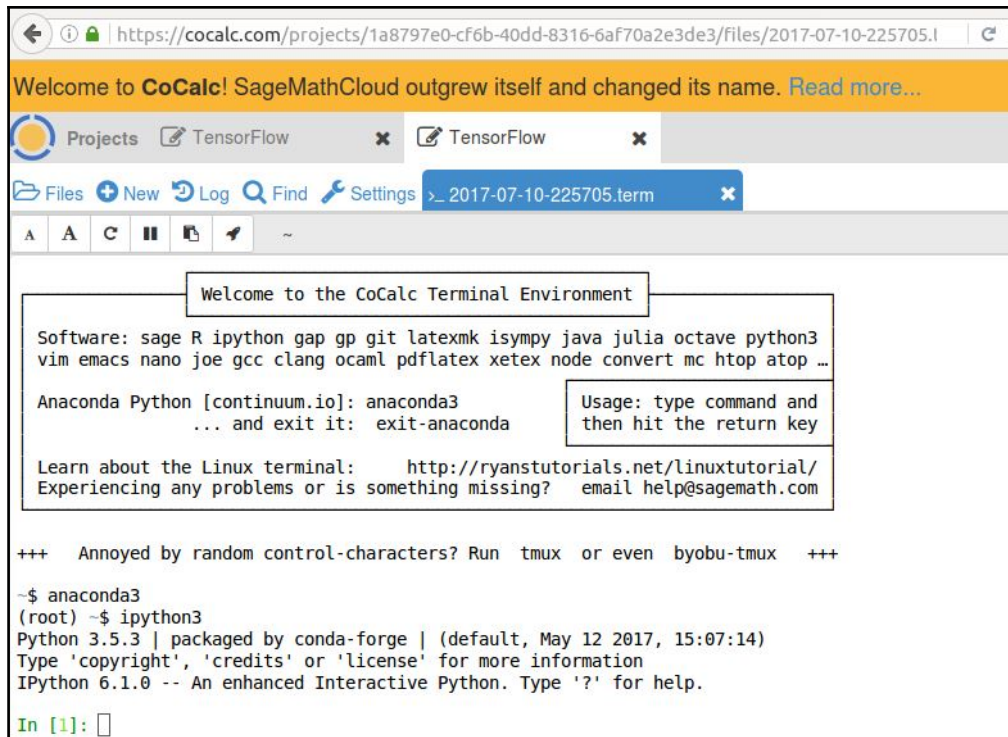 https://cocalc.com/projects/1a8797e0-cf6b-40dd-8316-6af70a2e3de3/files/2017-07-10-225705.t
Welcome to CoCalc! SageMathCloud outgrew itself and changed its name. Read more...
Projects TensorFlow TensorFlow
Files New Log Find Settings >_ 2017-07-10-225705.term
A A ~
Welcome to the CoCalc Terminal Environment
Software: sage R ipython gap gp git latexmk isympy java julia octave python3
vim emacs nano joe gcc clang ocaml pdflatex xetex node convert mc htop atop …
Anaconda Python [continuum.io]: anaconda3 Usage: type command and
... and exit it: exit-anaconda then hit the return key
Learn about the Linux terminal: http://ryanstutorials.net/linuxtutorial/
Experiencing any problems or is something missing? email help@sagemath.com
+++ Annoyed by random control-characters? Run tmux or even byobu-tmux +++
~$ anaconda3
(root) ~$ ipython3
Python 3.5.3 | packaged by conda-forge | (default, May 12 2017, 15:07:14)
Type 'copyright', 'credits' or 'license' for more information
IPython 6.1.0 -- An enhanced Interactive Python. Type '?' for help.
In [1]: